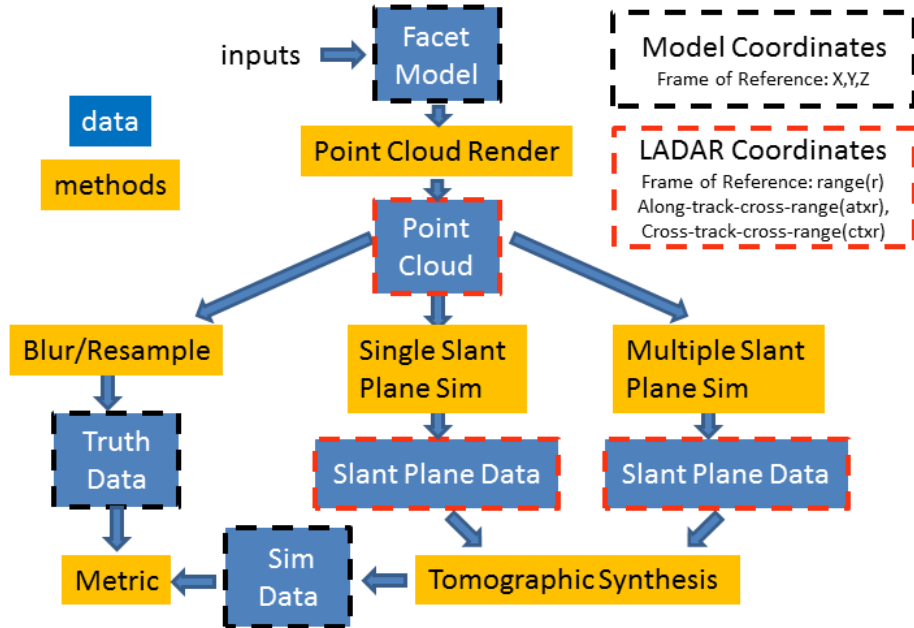 inputs
Facet
Model
Model Coordinates
Frame of Reference: X,Y,Z
data
methods
Point Cloud Render
LADAR Coordinates
Frame of Reference: range(r)
Along-track-cross-range(atxr),
Cross-track-cross-range(ctxr)
Point
Cloud
Blur/Resample
Single Slant
Plane Sim
Multiple Slant
Plane Sim
Truth
Data
Slant Plane Data
Slant Plane Data
Metric
Sim
Data
Tomographic Synthesis